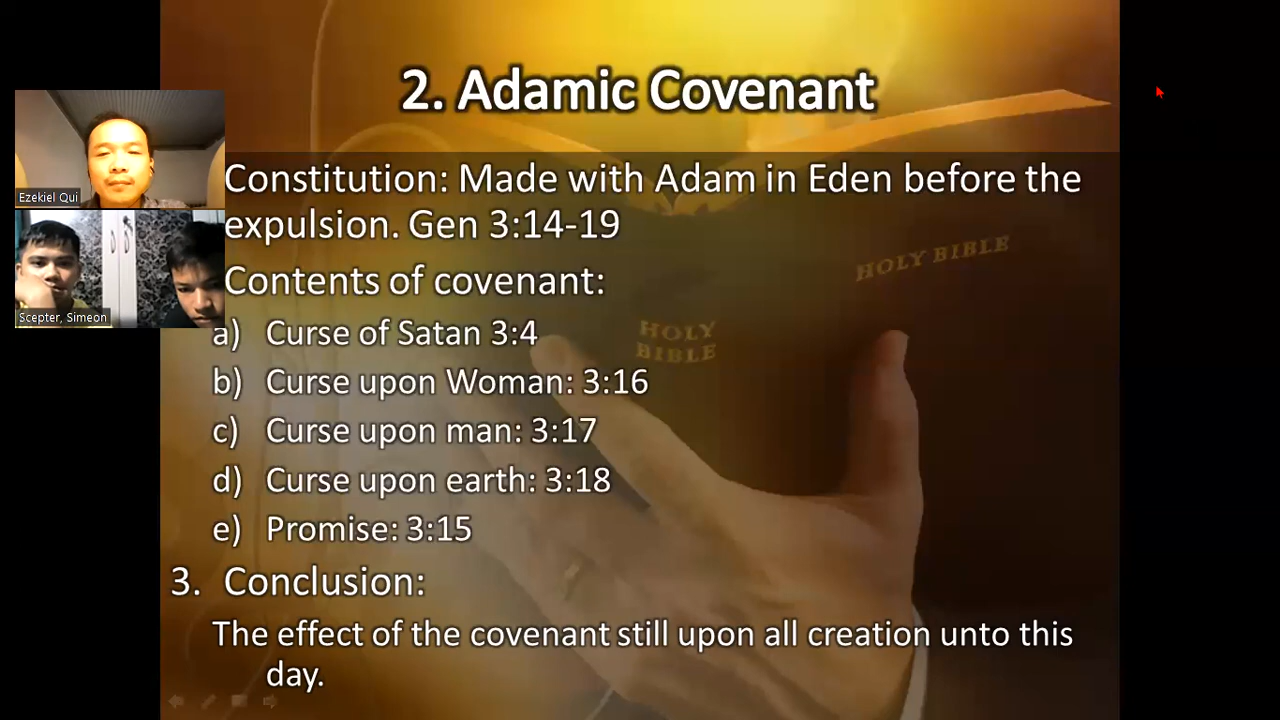 2. Adamic Covenant
Constitution: Made with Adam in Eden before the
expulsion. Gen 3:14-19
Contents of covenant:
a) Curse of Satan 3:4
b) Curse upon Woman: 3:16
c) Curse upon man: 3:17
d) Curse upon earth: 3:18
e) Promise: 3:15
3. Conclusion:
The effect of the covenant still upon all creation unto this
day.
Ezekiel Qui
Scepter, Simeon
HOLY BIBLE
HOLY
BIBLE